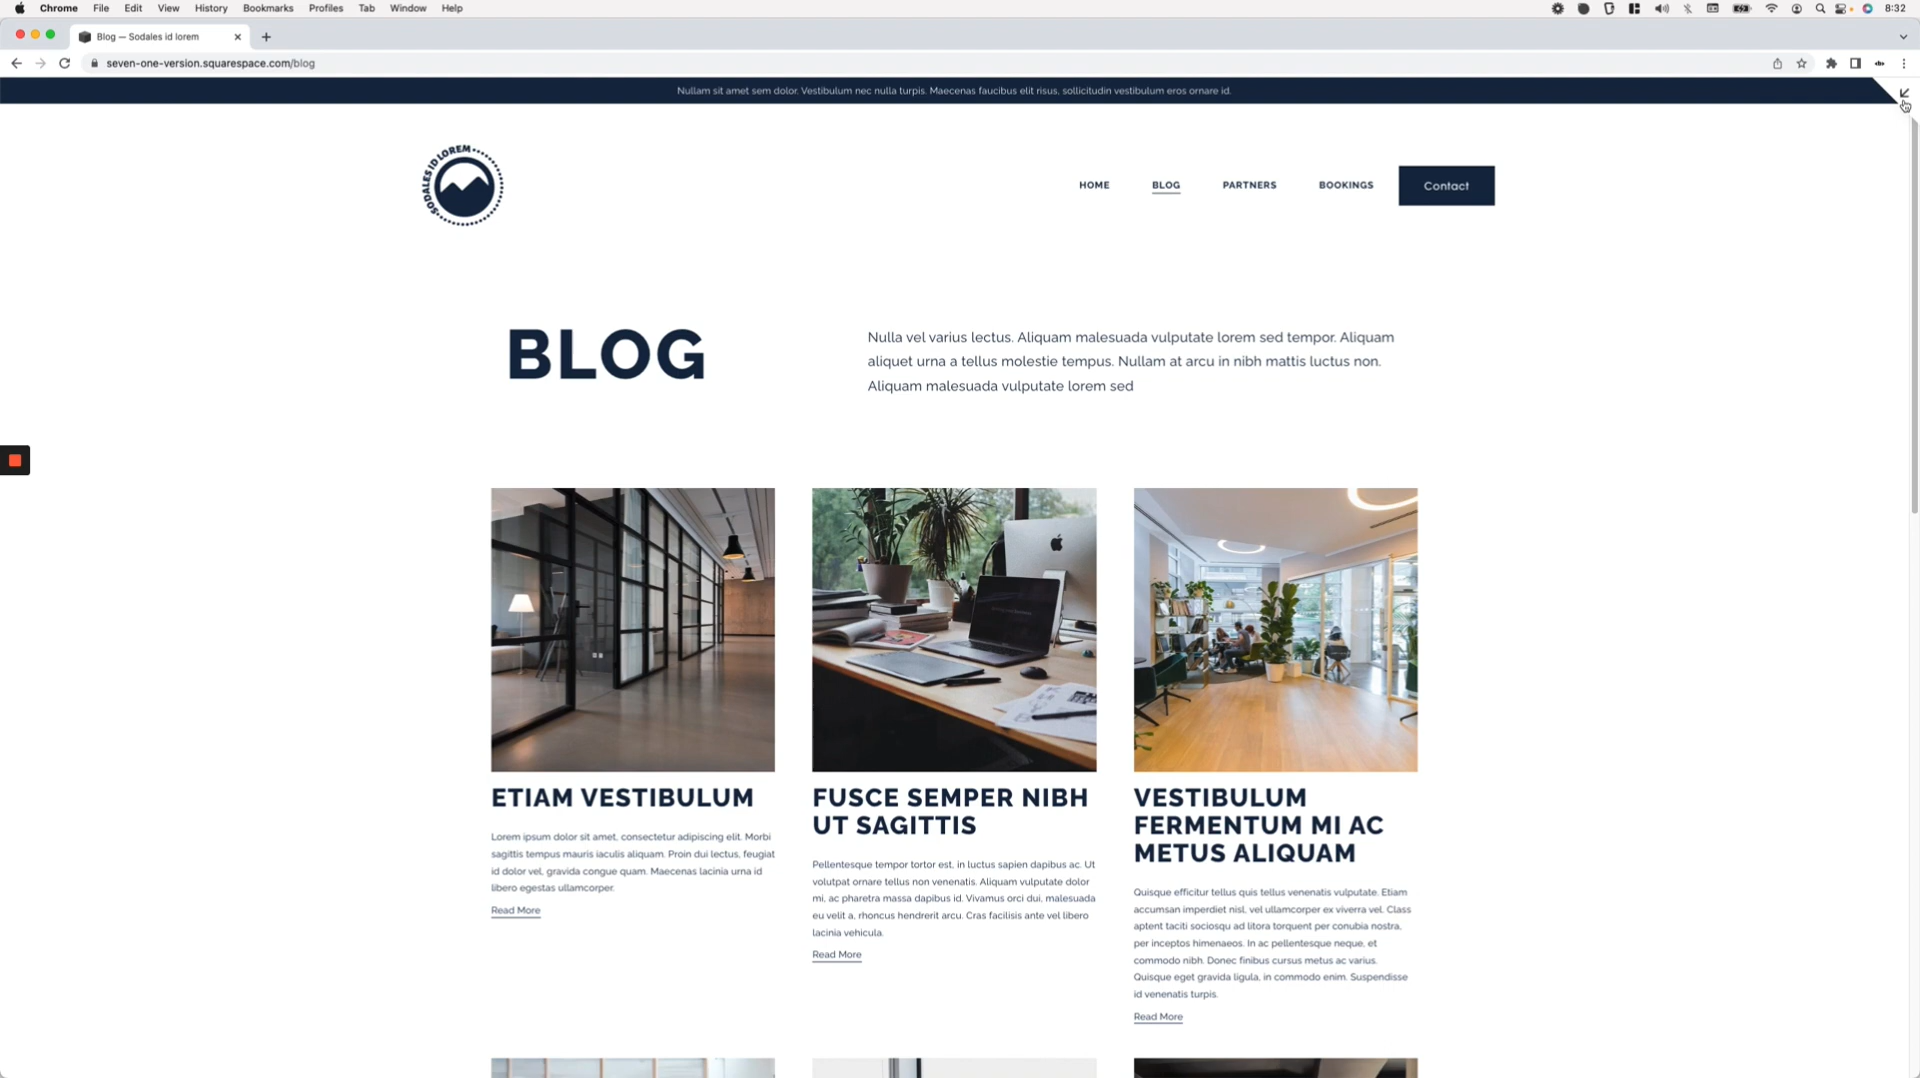 Chrome File Edit View History Bookmarks Profiles Tab Window Help 8:32
Blog — Sodales id lorem
seven-one-version.squarespace.com/blog
Nullam sit amet sem dolor. Vestibulum nec nulla turpis. Maecenas faucibus elit risus, sollicitudin vestibulum eros ornare id.
SODALES ID LOREM
HOME BLOG PARTNERS BOOKINGS Contact
BLOG
Nulla vel varius lectus. Aliquam malesuada vulputate lorem sed tempor. Aliquam
aliquet urna a tellus molestie tempus. Nullam at arcu in nibh mattis luctus non.
Aliquam malesuada vulputate lorem sed
ETIAM VESTIBULUM
Lorem ipsum dolor sit amet, consectetur adipiscing elit. Morbi
sagittis tempus mauris iaculis aliquam. Proin dui lectus, feugiat
id dolor vel, gravida congue quam. Maecenas lacinia urna id
libero egestas ullamcorper.
Read More
FUSCE SEMPER NIBH
UT SAGITTIS
Pellentesque tempor tortor est, in luctus sapien dapibus ac. Ut
volutpat ornare tellus non venenatis. Aliquam vulputate dolor
mi, ac pharetra massa dapibus id. Vivamus orci dui, malesuada
eu velit a, rhoncus hendrerit arcu. Cras facilisis ante vel libero
lacinia vehicula.
Read More
VESTIBULUM
FERMENTUM MI AC
METUS ALIQUAM
Quisque efficitur tellus quis tellus venenatis vulputate. Etiam
accumsan imperdiet nisl, vel ullamcorper ex viverra vel. Class
aptent taciti sociosqu ad litora torquent per conubia nostra,
per inceptos himenaeos. In ac pellentesque neque, et
commodo nibh. Donec finibus cursus metus ac varius.
Quisque eget gravida ligula, in commodo enim. Suspendisse
id venenatis turpis.
Read More